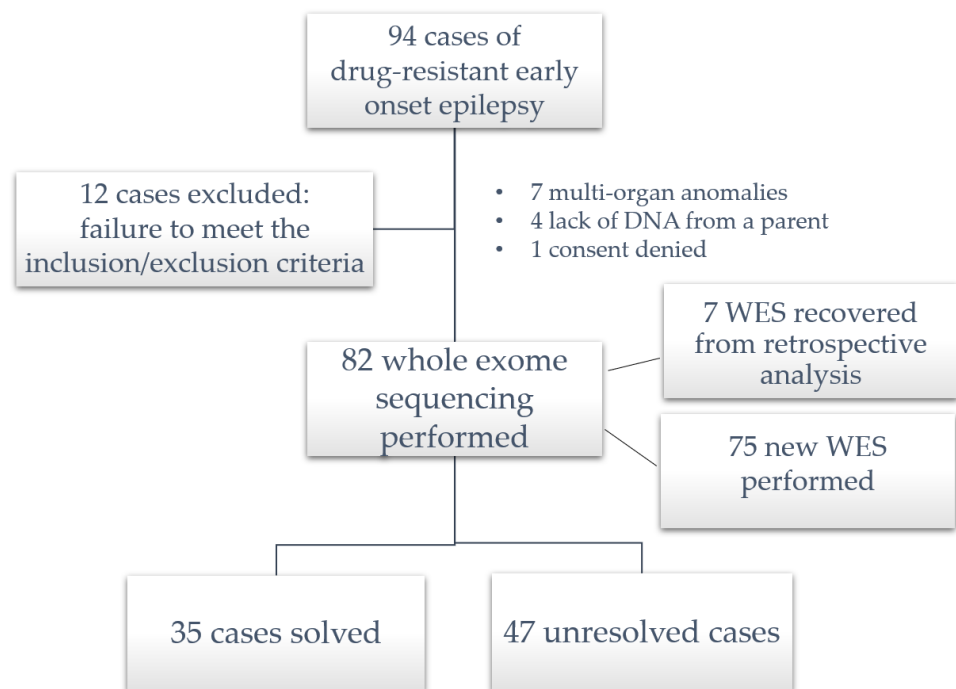 94 cases of
drug-resistant early
onset epilepsy
12 cases excluded:
failure to meet the
inclusion/exclusion criteria
• 7 multi-organ anomalies
• 4 lack of DNA from a parent
• 1 consent denied
7 WES recovered
from retrospective
analysis
82 whole exome
sequencing
performed
75 new WES
performed
35 cases solved
47 unresolved cases